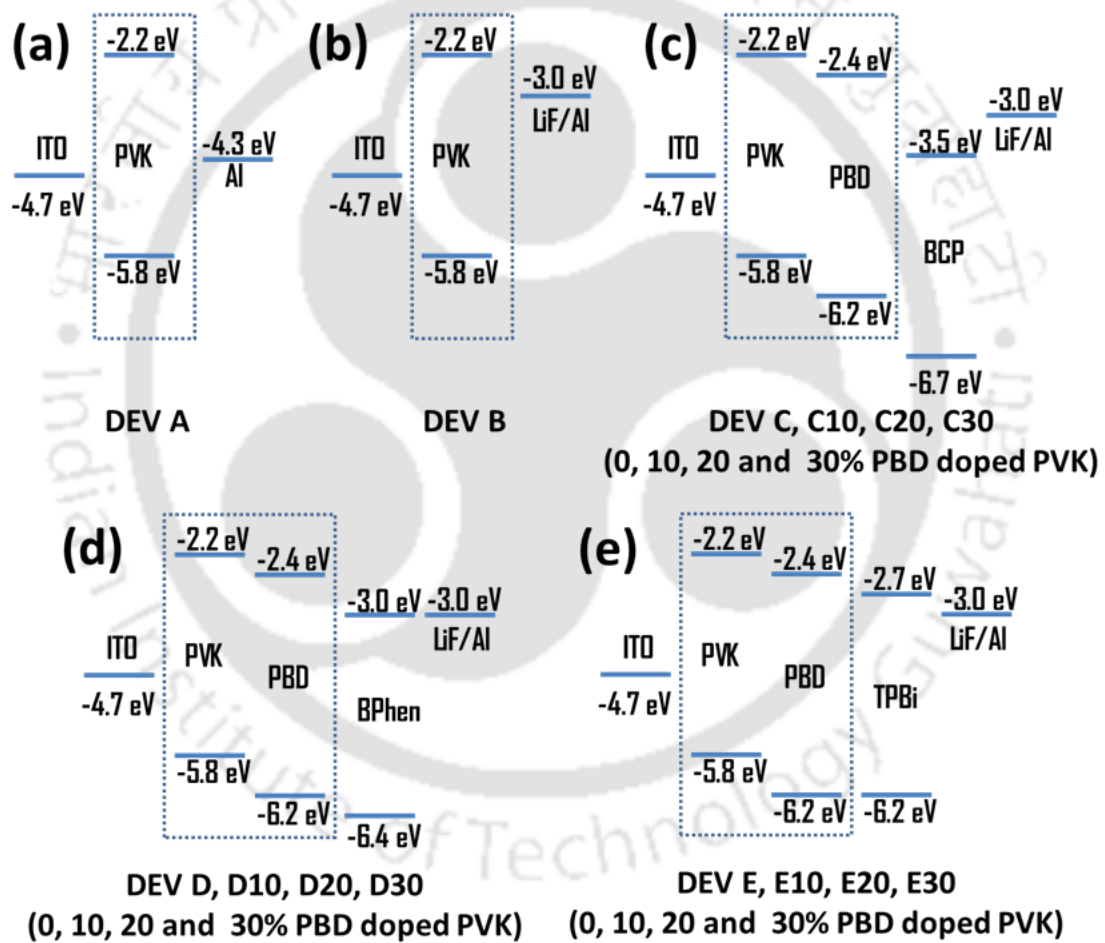 (a)
-2.2 eV
ITO
PVK
-4.3 eV
Al
-4.7 eV
-5.8 eV
DEV A
(b)
-2.2 eV
-3.0 eV
LiF/Al
ITO
PVK
-4.7 eV
-5.8 eV
DEV B
(c)
-2.2 eV
-2.4 eV
-3.0 eV
LiF/Al
-3.5 eV
ITO
PVK
PBD
-4.7 eV
BCP
-5.8 eV
-6.2 eV
-6.7 eV
DEV C, C10, C20, C30
(0, 10, 20 and 30% PBD doped PVK)
(d)
-2.2 eV
-2.4 eV
-3.0 eV
-3.0 eV
LiF/Al
ITO
PVK
PBD
-4.7 eV
BPhen
-5.8 eV
-6.2 eV
-6.4 eV
DEV D, D10, D20, D30
(0, 10, 20 and 30% PBD doped PVK)
(e)
-2.2 eV
-2.4 eV
-2.7 eV
-3.0 eV
LiF/Al
ITO
PVK
PBD
TPBi
-4.7 eV
-5.8 eV
-6.2 eV
-6.2 eV
DEV E, E10, E20, E30
(0, 10, 20 and 30% PBD doped PVK)
Indian Institute of Technology Guwahati